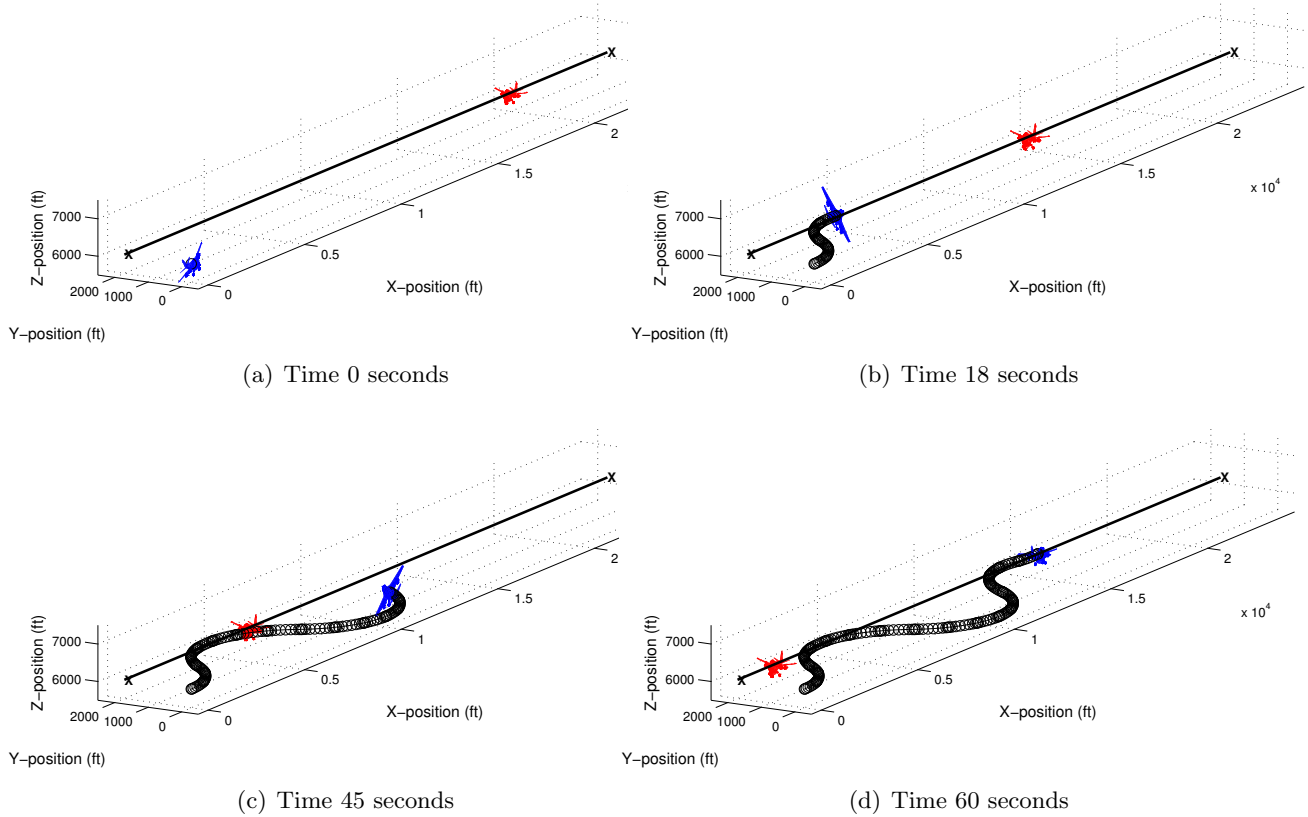 X
2
1.5
1
0.5
0
7000
6000
2000
1000
0
Z−position (ft)
X−position (ft)
Y−position (ft)
(a) Time 0 seconds
X
2
1.5
x 10^4
1
0.5
0
7000
6000
2000
1000
0
x
Z−position (ft)
X−position (ft)
Y−position (ft)
(b) Time 18 seconds
X
2
1.5
1
0.5
0
7000
6000
2000
1000
0
x
Z−position (ft)
X−position (ft)
Y−position (ft)
(c) Time 45 seconds
X
2
1.5
x 10^4
1
0.5
0
7000
6000
2000
1000
0
x
Z−position (ft)
X−position (ft)
Y−position (ft)
(d) Time 60 seconds